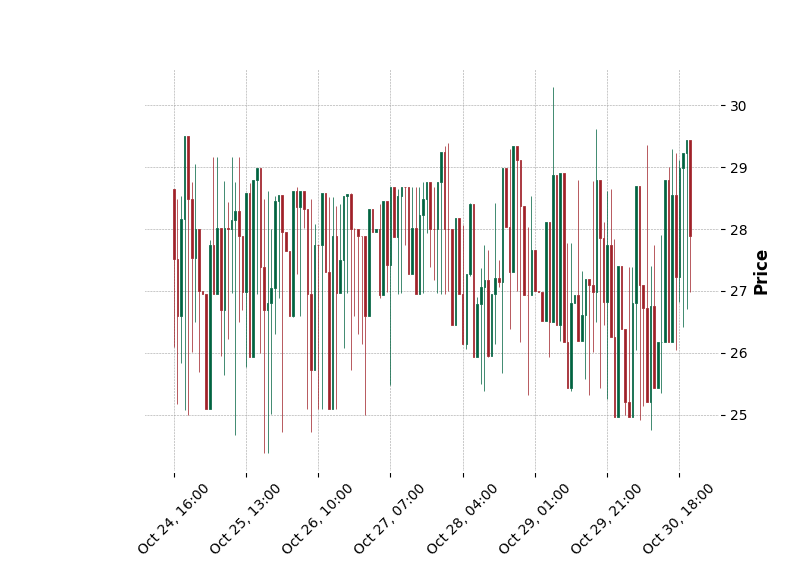 30
29
28
27
26
25
Price
Oct 24, 16:00
Oct 25, 13:00
Oct 26, 10:00
Oct 27, 07:00
Oct 28, 04:00
Oct 29, 01:00
Oct 29, 21:00
Oct 30, 18:00